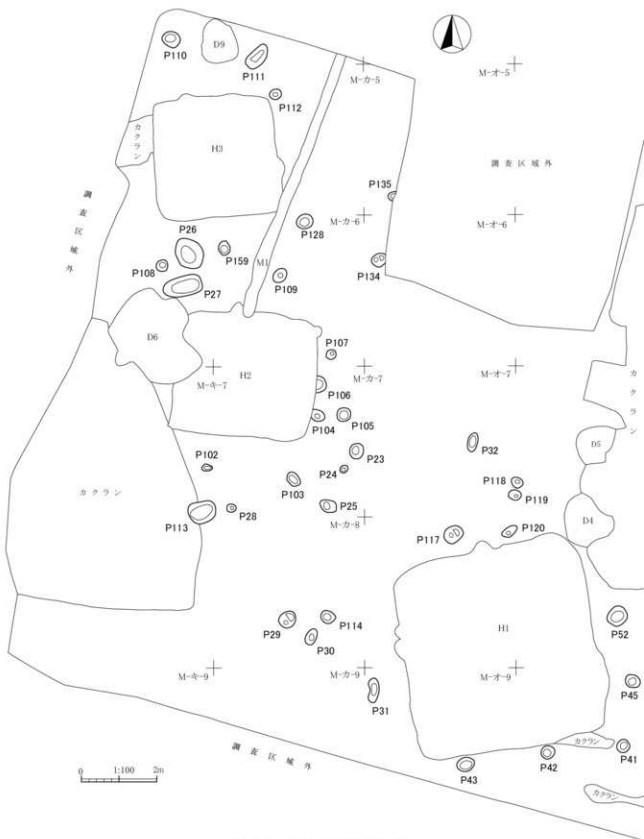 P110
D9
P111
M-カ-5
M-オ-5
P112
カクラン
H3
調査区域外
P135
調査区域外
P26
P159
M1
P128
M-カ-6
M-オ-6
P134
P108
P27
P109
D6
P107
M-キ-7
H2
M-カ-7
M-オ-7
カクラン
P106
P104
P105
P32
D5
P102
P24
P23
P118
カクラン
P103
P119
P28
P25
P113
M-カ-8
P117
P120
D4
P29
P114
H1
P52
P30
M-キ-9
M-カ-9
M-オ-9
P45
P31
カクラン
P41
調査区域外
P43
P42
0 1:100 2m
カクラン